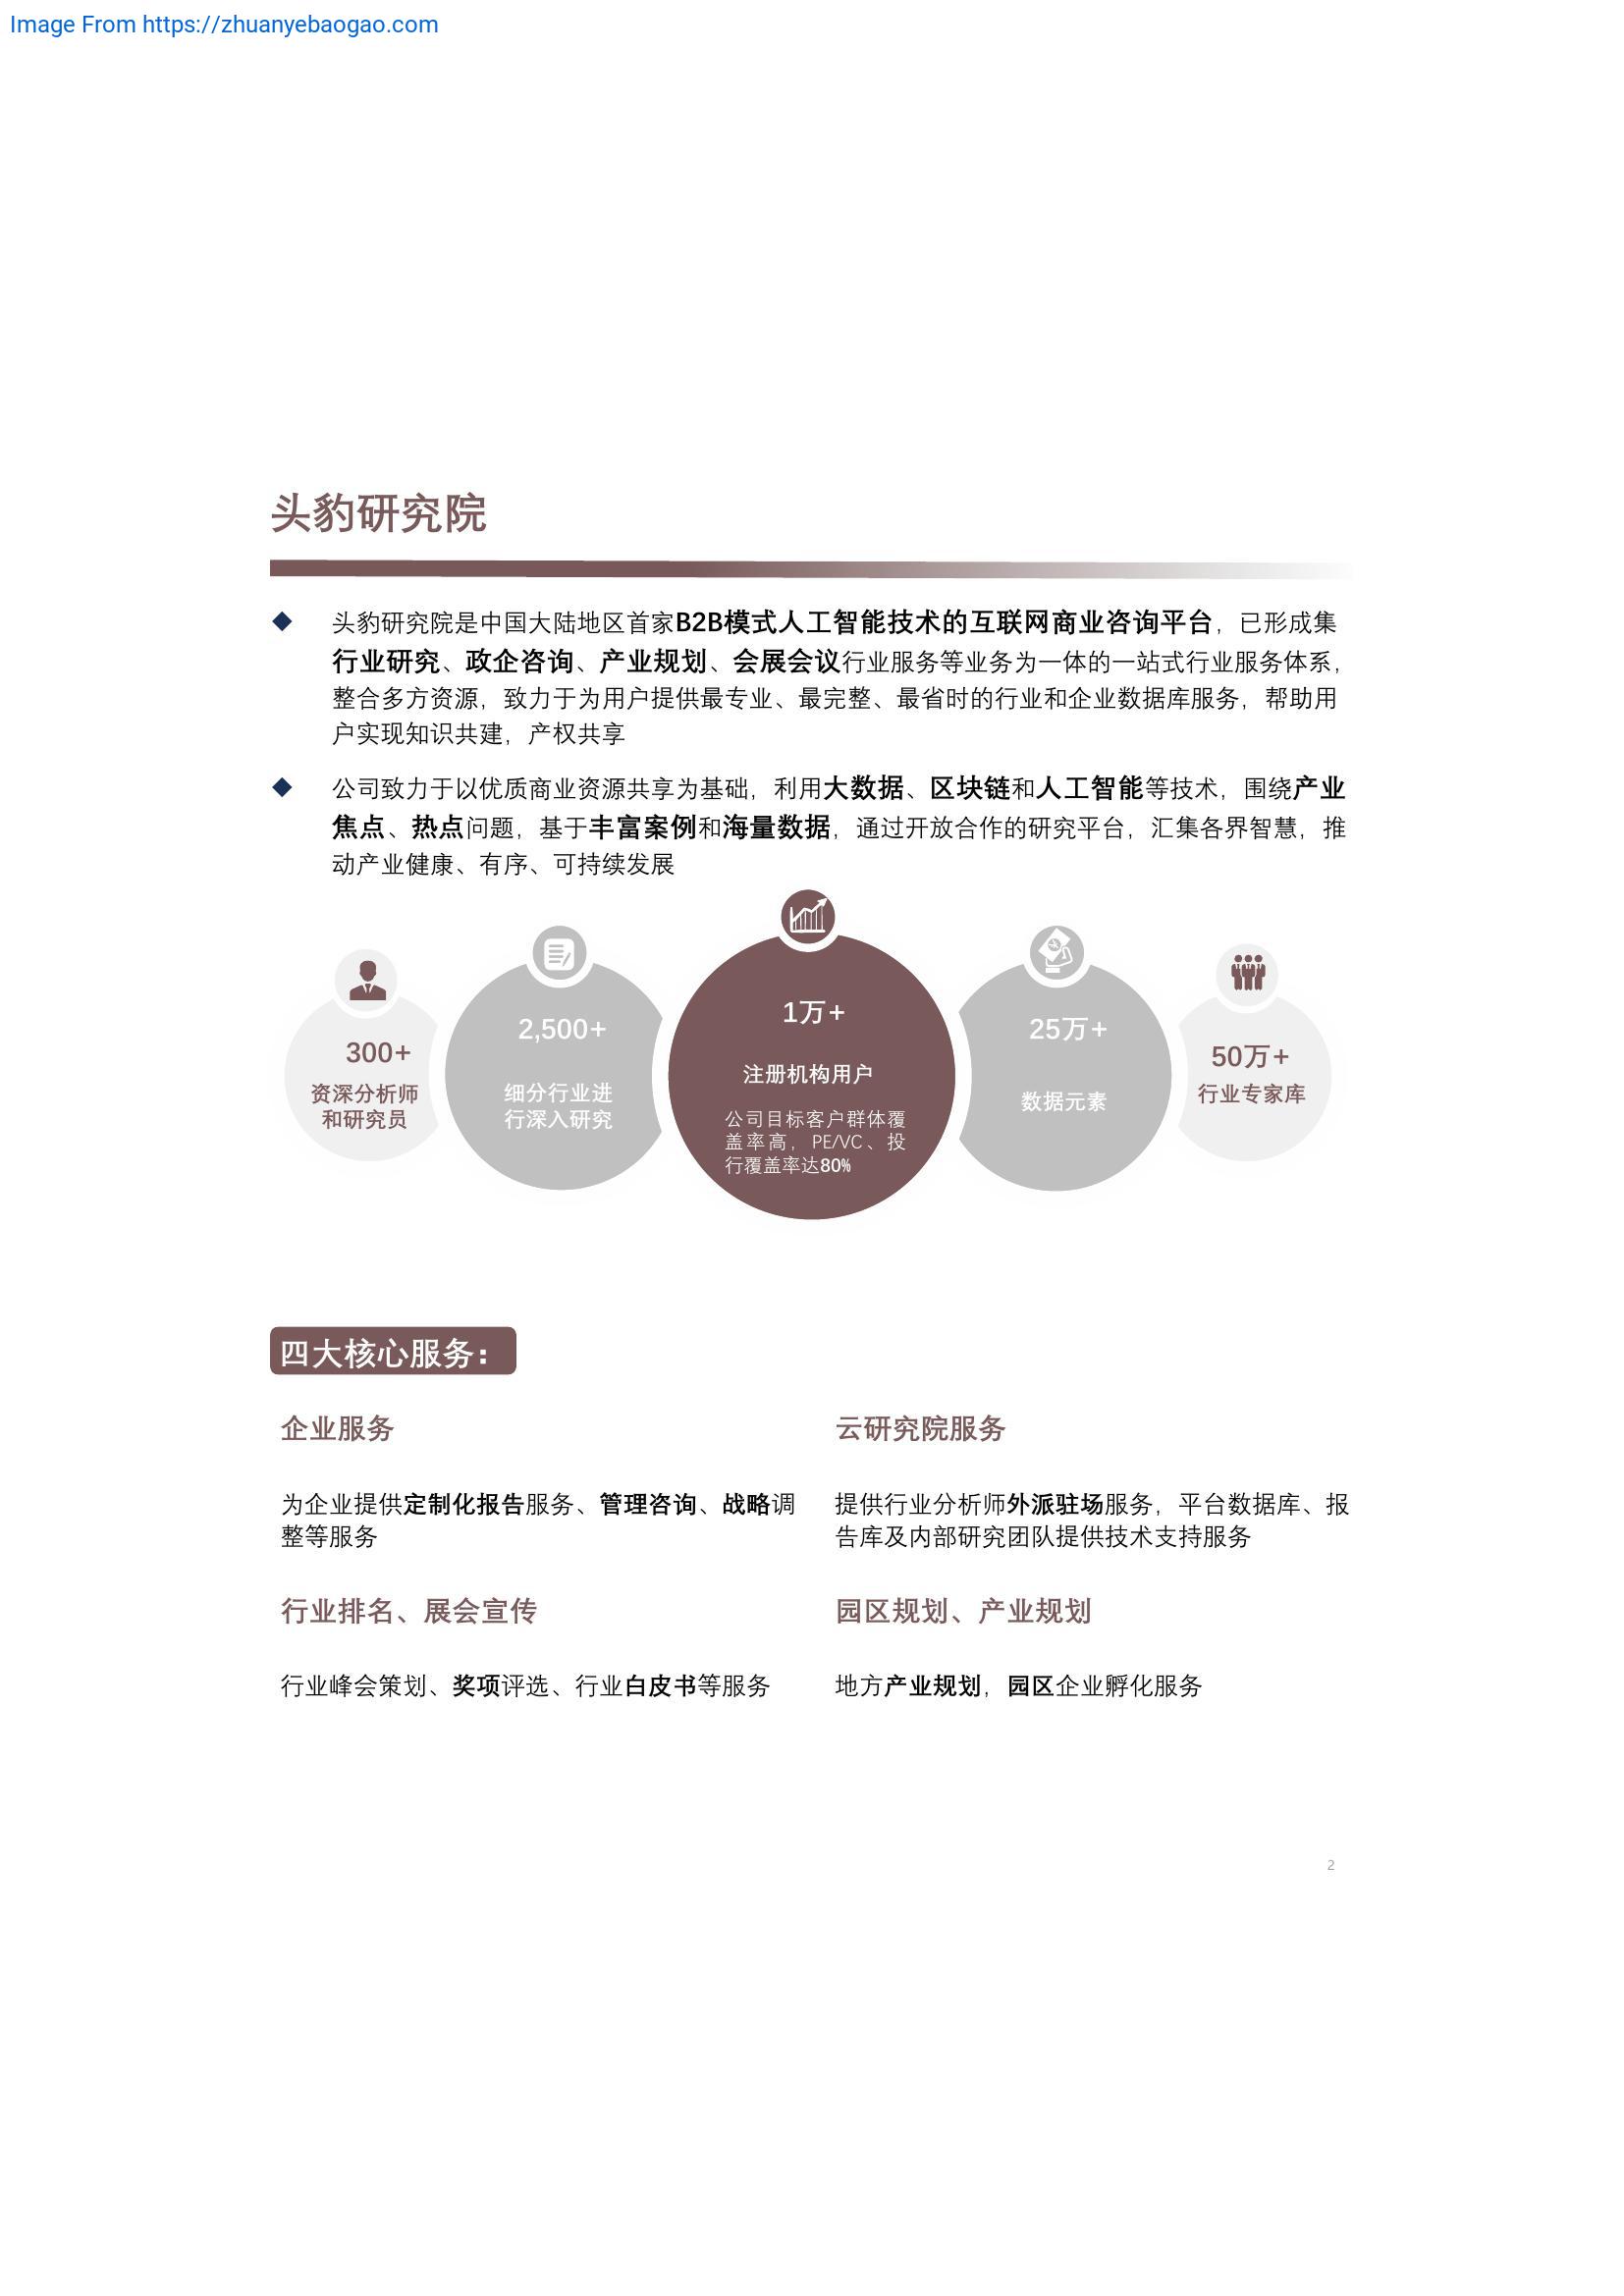 Image From https://zhuanyebaogao.com
头豹研究院
头豹研究院是中国大陆地区首家B2B模式人工智能技术的互联网商业咨询平台，已形成集
行业研究、政企咨询、产业规划、会展会议行业服务等业务为一体的一站式行业服务体系，
整合多方资源，致力于为用户提供最专业、最完整、最省时的行业和企业数据库服务，帮助用
户实现知识共建，产权共享
公司致力于以优质商业资源共享为基础，利用大数据、区块链和人工智能等技术，围绕产业
焦点、热点问题，基于丰富案例和海量数据，通过开放合作的研究平台，汇集各界智慧，推
动产业健康、有序、可持续发展
300+
资深分析师
和研究员
2,500+
细分行业进
行深入研究
1万+
注册机构用户
公司目标客户群体覆
盖率高，PE/VC、投
行覆盖率达80%
25万+
数据元素
50万+
行业专家库
四大核心服务：
企业服务
为企业提供定制化报告服务、管理咨询、战略调
整等服务
云研究院服务
提供行业分析师外派驻场服务，平台数据库、报
告库及内部研究团队提供技术支持服务
行业排名、展会宣传
行业峰会策划、奖项评选、行业白皮书等服务
园区规划、产业规划
地方产业规划，园区企业孵化服务
2